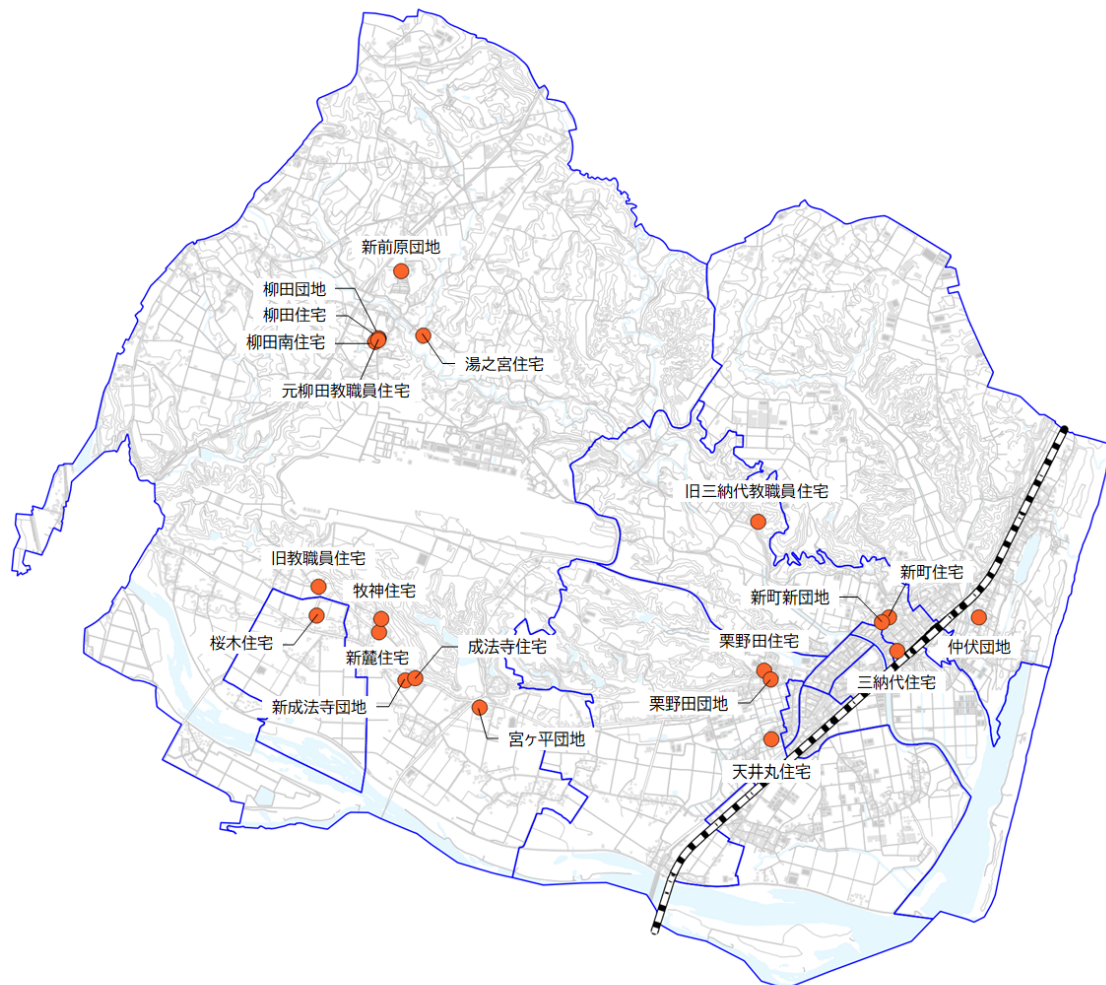 新前原団地
柳田団地
柳田住宅
柳田南住宅
湯之宮住宅
元柳田教職員住宅
旧三納代教職員住宅
旧教職員住宅
新町住宅
牧神住宅
新町新団地
桜木住宅
成法寺住宅
栗野田住宅
仲伏団地
新麓住宅
三納代住宅
新成法寺団地
栗野田団地
宮ヶ平団地
天井丸住宅